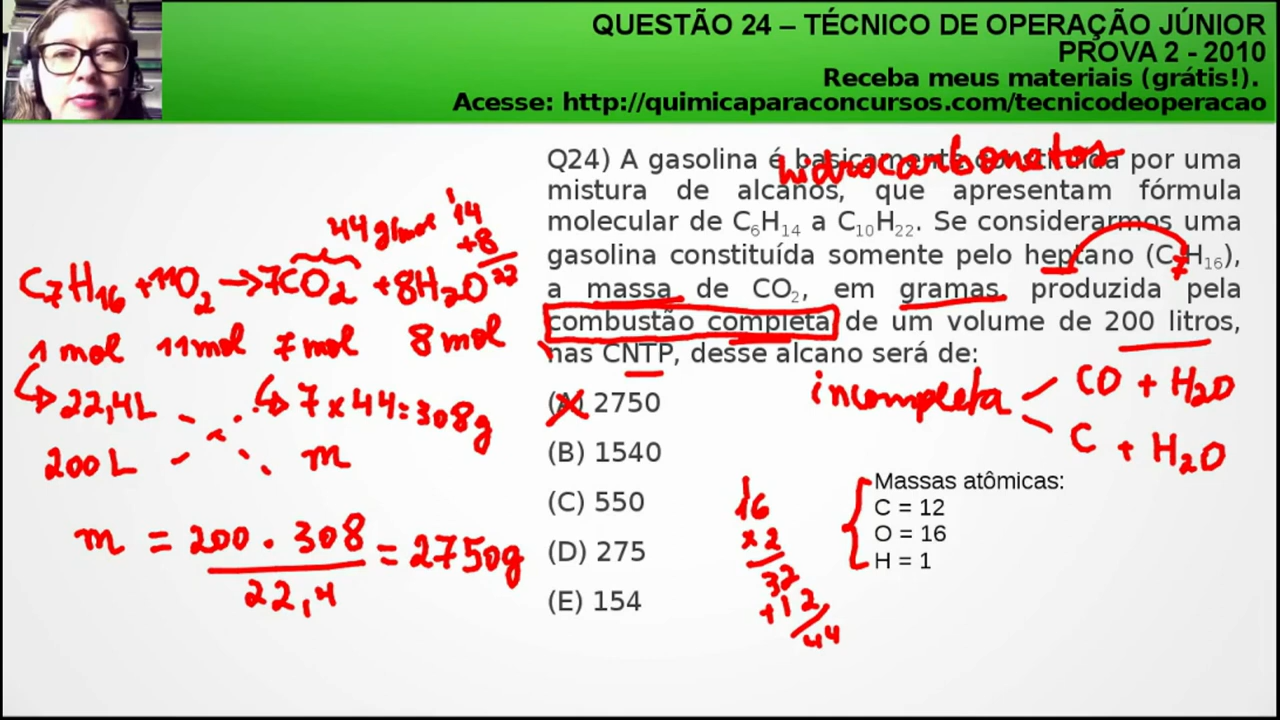 QUESTÃO 24 – TÉCNICO DE OPERAÇÃO JÚNIOR
PROVA 2 - 2010
Receba meus materiais (grátis!).
Acesse: http://quimicaparaconcursos.com/tecnicodeoperacao
Q24) A gasolina é basicamente constituída por uma
hidrocarbonetos
mistura de alcanos, que apresentam fórmula
molecular de C₆H₁₄ a C₁₀H₂₂. Se considerarmos uma
gasolina constituída somente pelo heptano (C₇H₁₆),
a massa de CO₂, em gramas produzida pela
combustão completa de um volume de 200 litros,
nas CNTP, desse alcano será de:
(A) 2750
(B) 1540
(C) 550
(D) 275
(E) 154
incompleta
CO + H₂O
C + H₂O
Massas atômicas:
C = 12
O = 16
H = 1
16
x 2
32
+12
44
44 g/mol
14
+8
22
C₇H₁₆ + 11O₂ → 7CO₂ + 8H₂O
1 mol 11 mol 7 mol 8 mol
22,4L 7 x 44 = 308g
200 L m
m = 200 . 308 = 2750g
22,4